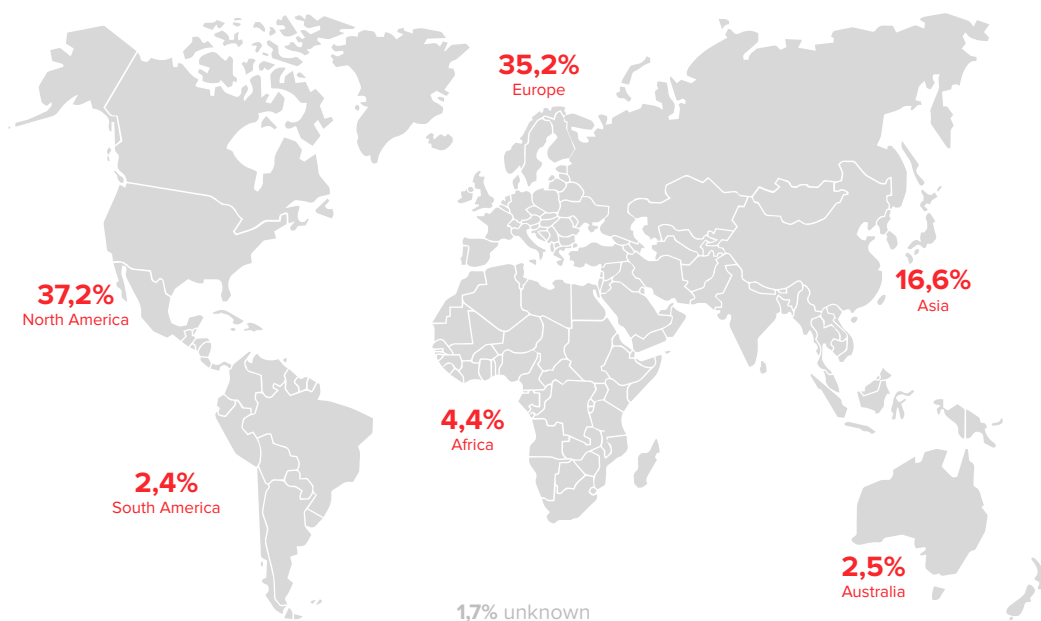 35,2%
Europe
37,2%
North America
16,6%
Asia
4,4%
Africa
2,4%
South America
2,5%
Australia
1,7% unknown